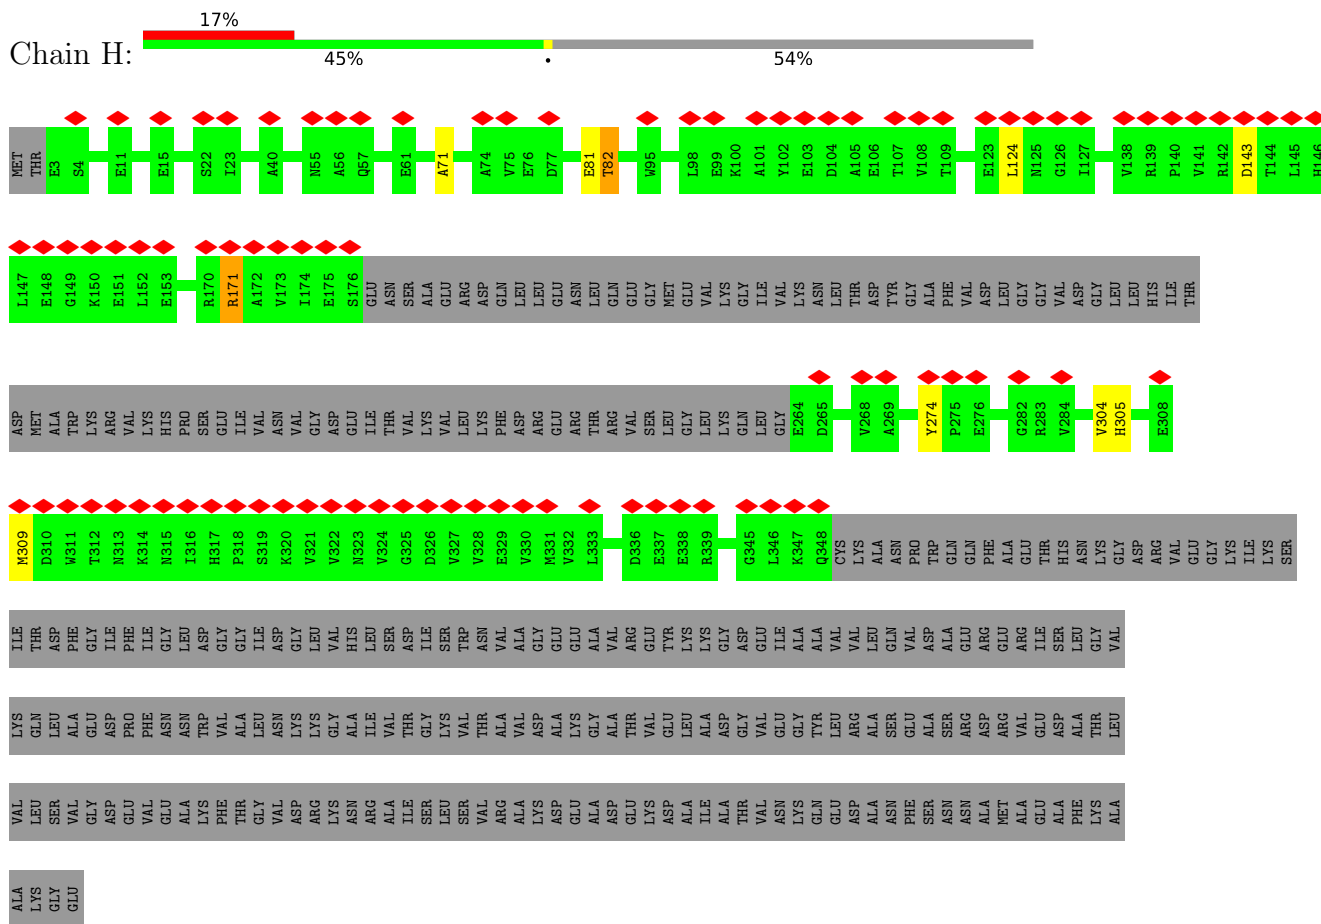 17%
Chain H:
45% • 54%
MET THR E3 S4 E11 E15 S22 I23 A40 N55 A56 Q57 E61 A71 A74 V75 E76 D77 E81 T82 W95 L98 E99 K100 A101 Y102 E103 D104 A105 E106 T107 V108 T109 E123 L124 N125 G126 I127 V138 R139 P140 V141 R142 D143 T144 L145 H146
L147 E148 G149 K150 E151 L152 E153 R170 R171 A172 V173 I174 E175 S176 GLU ASN SER ALA GLU ARG ASP GLN LEU LEU GLU ASN LEU GLN GLU GLY MET GLU VAL LYS GLY ILE VAL LYS ASN LEU THR ASP TYR GLY ALA PHE VAL ASP LEU GLY GLY VAL ASP GLY LEU LEU HIS ILE THR
ASP MET ALA TRP LYS ARG VAL LYS HIS PRO SER GLU ILE VAL ASN VAL GLY ASP GLU ILE THR VAL LYS VAL LEU LYS PHE ASP ARG GLU ARG THR ARG VAL SER LEU GLY LEU LYS GLN LEU GLY E264 D265 V268 A269 Y274 P275 E276 G282 R283 V284 V304 H305 E308
M309 D310 W311 T312 N313 K314 N315 I316 H317 P318 S319 K320 V321 V322 N323 V324 G325 D326 V327 V328 E329 V330 M331 V332 L333 D336 E337 E338 R339 G345 L346 K347 Q348 CYS LYS ALA ASN PRO TRP GLN GLN PHE ALA GLU THR HIS ASN LYS GLY ASP ARG VAL GLU GLY LYS ILE LYS SER
ILE THR ASP PHE GLY ILE PHE ILE GLY LEU ASP GLY GLY ILE ASP GLY LEU VAL HIS LEU SER ASP ILE SER TRP ASN VAL ALA GLY GLU GLU ALA VAL ARG GLU TYR LYS LYS GLY ASP GLU ILE ALA ALA VAL VAL LEU GLN VAL ASP ALA GLU ARG GLU ARG ILE SER LEU GLY VAL
LYS GLN LEU ALA GLU ASP PRO PHE ASN ASN TRP VAL ALA LEU ASN LYS LYS GLY ALA ILE VAL THR GLY LYS VAL THR ALA VAL ASP ALA LYS GLY ALA THR VAL GLU LEU ALA ASP GLY VAL GLU GLY TYR LEU ARG ALA SER GLU ALA SER ARG ASP ARG VAL GLU ASP ALA THR LEU
VAL LEU SER VAL GLY ASP GLU VAL GLU ALA LYS PHE THR GLY VAL ASP ARG LYS ASN ARG ALA ILE SER LEU SER VAL ARG ALA LYS ASP GLU ALA ASP GLU LYS ASP ALA ILE ALA THR VAL ASN LYS GLN GLU ASP ALA ASN PHE SER ASN ASN ALA MET ALA GLU ALA PHE LYS ALA
ALA LYS GLY GLU